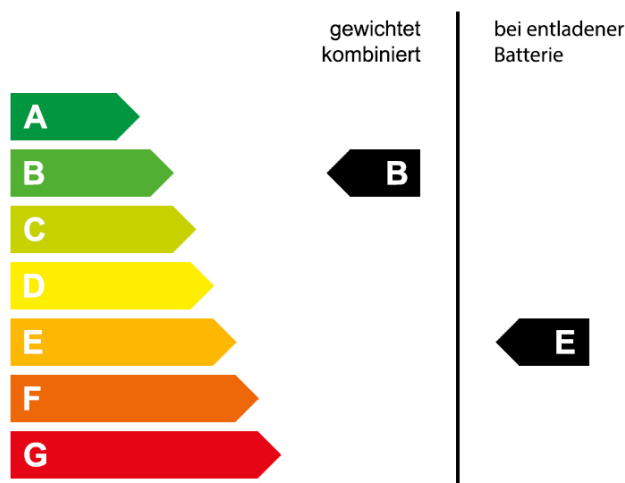 gewichtet
kombiniert
bei entladener
Batterie
A
B
B
C
D
E
E
F
G